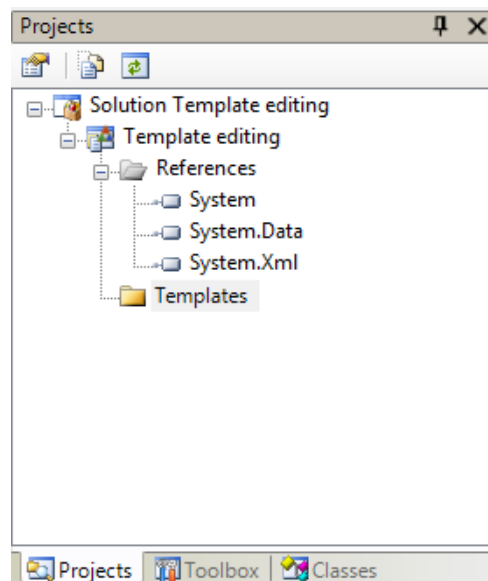 Projects
Solution Template editing
Template editing
References
System
System.Data
System.Xml
Templates
Projects Toolbox Classes